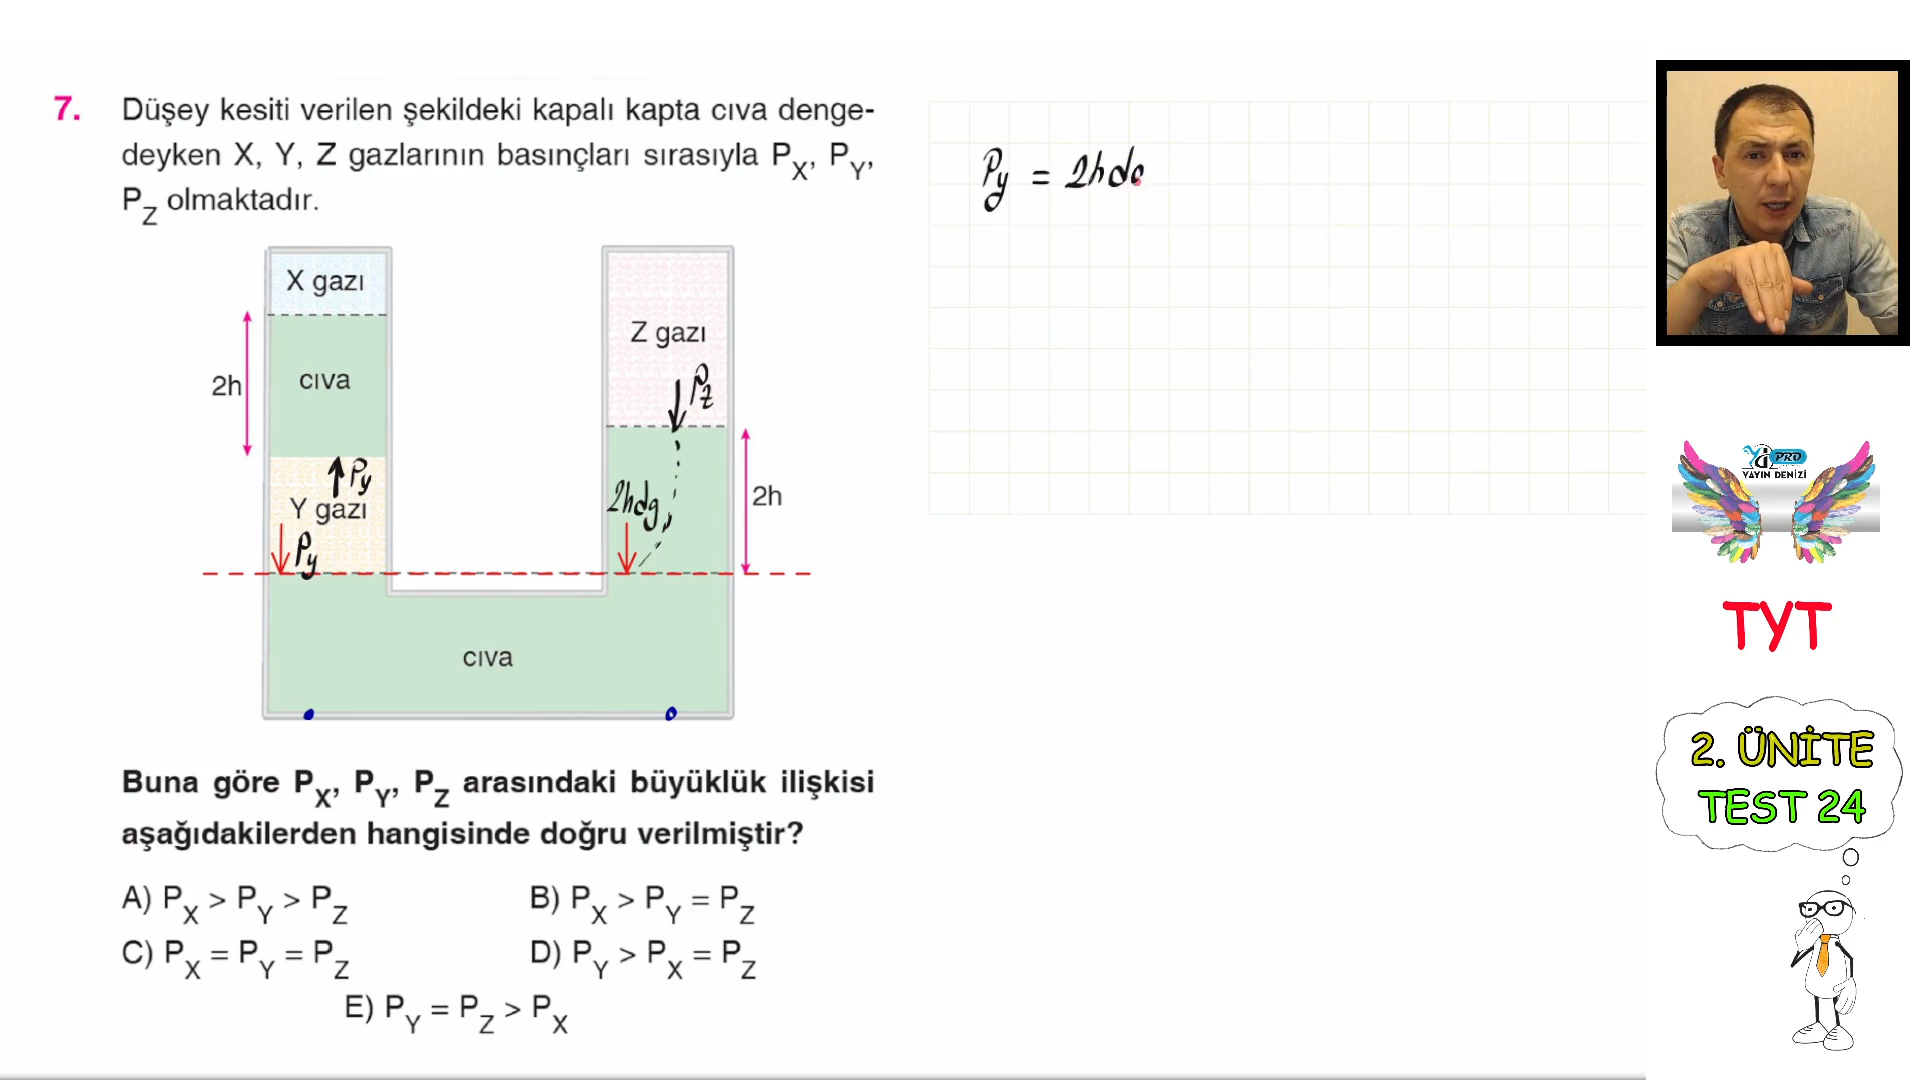 7. Düşey kesiti verilen şekildeki kapalı kapta cıva denge-
deyken X, Y, Z gazlarının basınçları sırasıyla PX, PY,
PZ olmaktadır.
Py = 2hdg
X gazı
Z gazı
Pz
2h
cıva
Py
Y gazı
2hdg
2h
Py
cıva
Buna göre PX, PY, PZ arasındaki büyüklük ilişkisi
aşağıdakilerden hangisinde doğru verilmiştir?
A) PX > PY > PZ
B) PX > PY = PZ
C) PX = PY = PZ
D) PY > PX = PZ
E) PY = PZ > PX
PRO
YAYIN DENİZİ
TYT
2. ÜNİTE
TEST 24